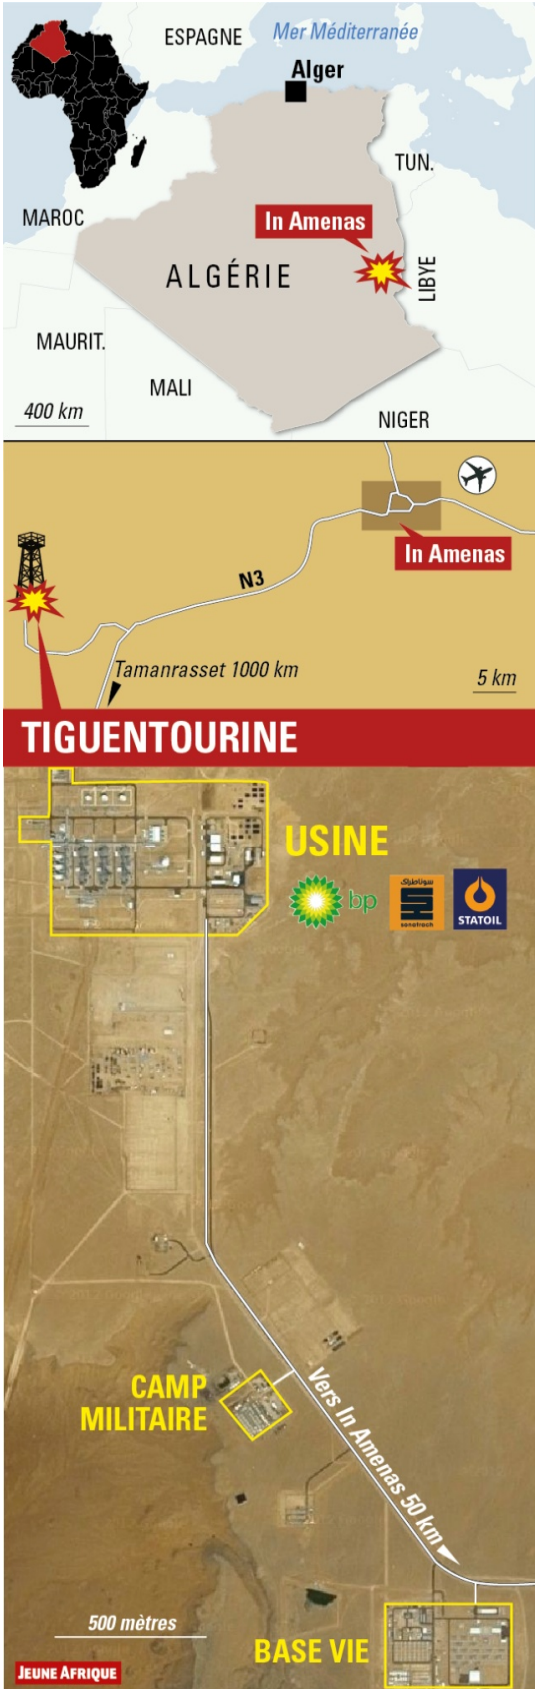 ESPAGNE
Mer Méditerranée
Alger
TUN.
MAROC
In Amenas
ALGÉRIE
LIBYE
MAURIT.
MALI
400 km
NIGER
In Amenas
N3
Tamanrasset 1000 km
5 km
TIGUENTOURINE
USINE
bp
سوناطراك
sonatrach
STATOIL
CAMP
MILITAIRE
Vers In Amenas 50 km
500 mètres
BASE VIE
JEUNE AFRIQUE